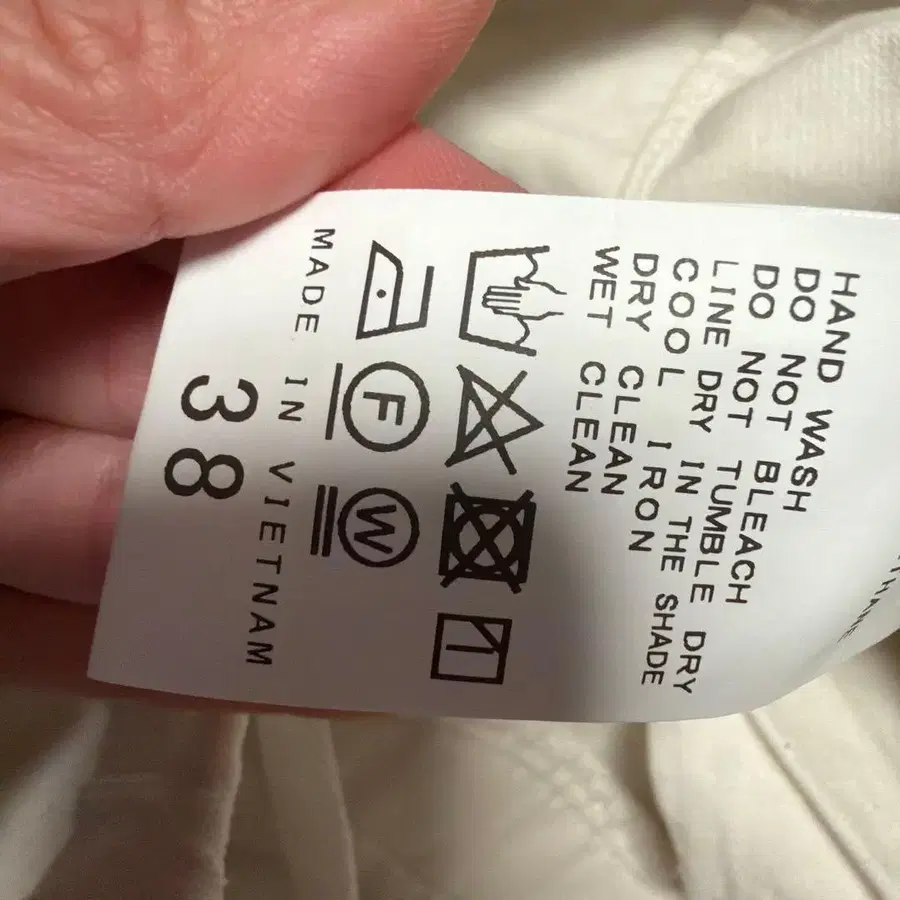 HAND WASH
DO NOT BLEACH
DO NOT TUMBLE DRY
LINE DRY IN THE SHADE
COOL IRON
DRY CLEAN
WET CLEAN
F
W
MADE IN VIETNAM
38